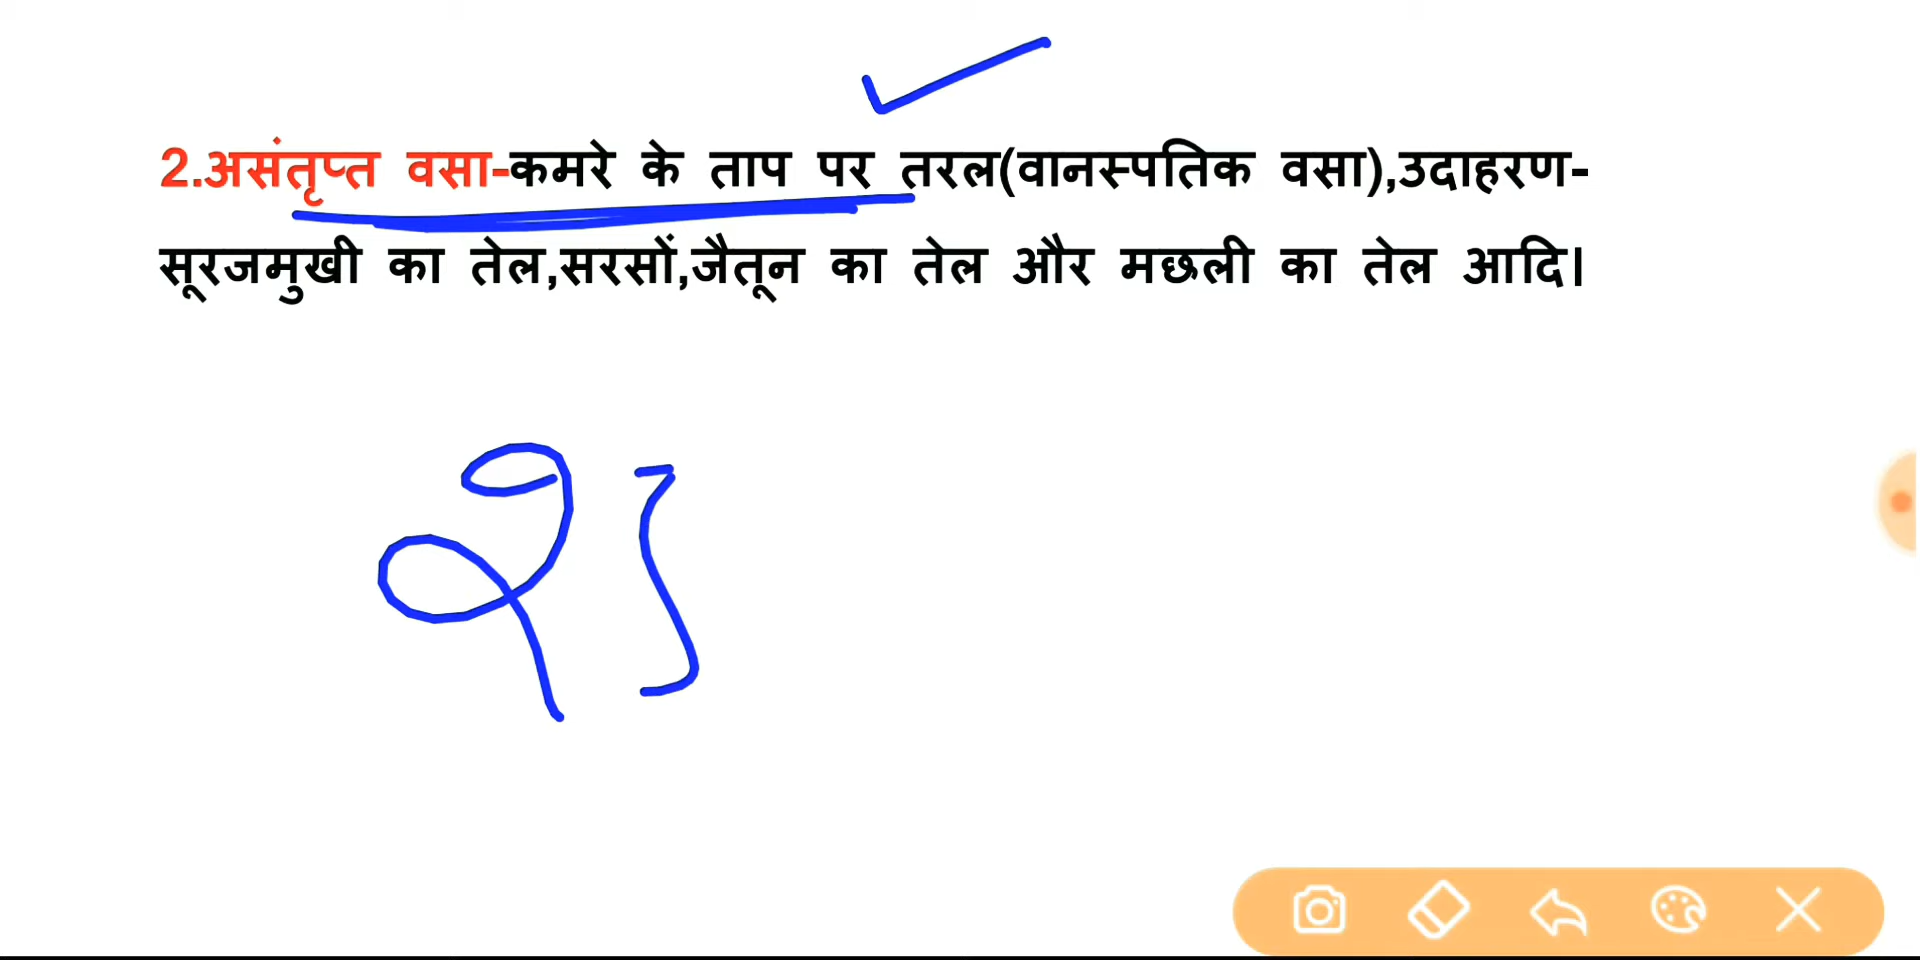 2.असंतृप्त वसा-कमरे के ताप पर तरल(वानस्पतिक वसा),उदाहरण-
सूरजमुखी का तेल,सरसों,जैतून का तेल और मछली का तेल आदि।